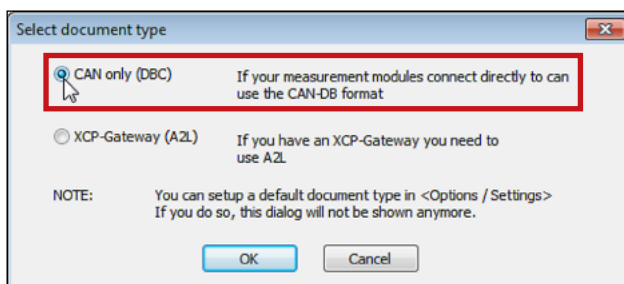 Select document type
CAN only (DBC) If your measurement modules connect directly to can
use the CAN-DB format
XCP-Gateway (A2L) If you have an XCP-Gateway you need to
use A2L
NOTE: You can setup a default document type in <Options / Settings>
If you do so, this dialog will not be shown anymore.
OK Cancel